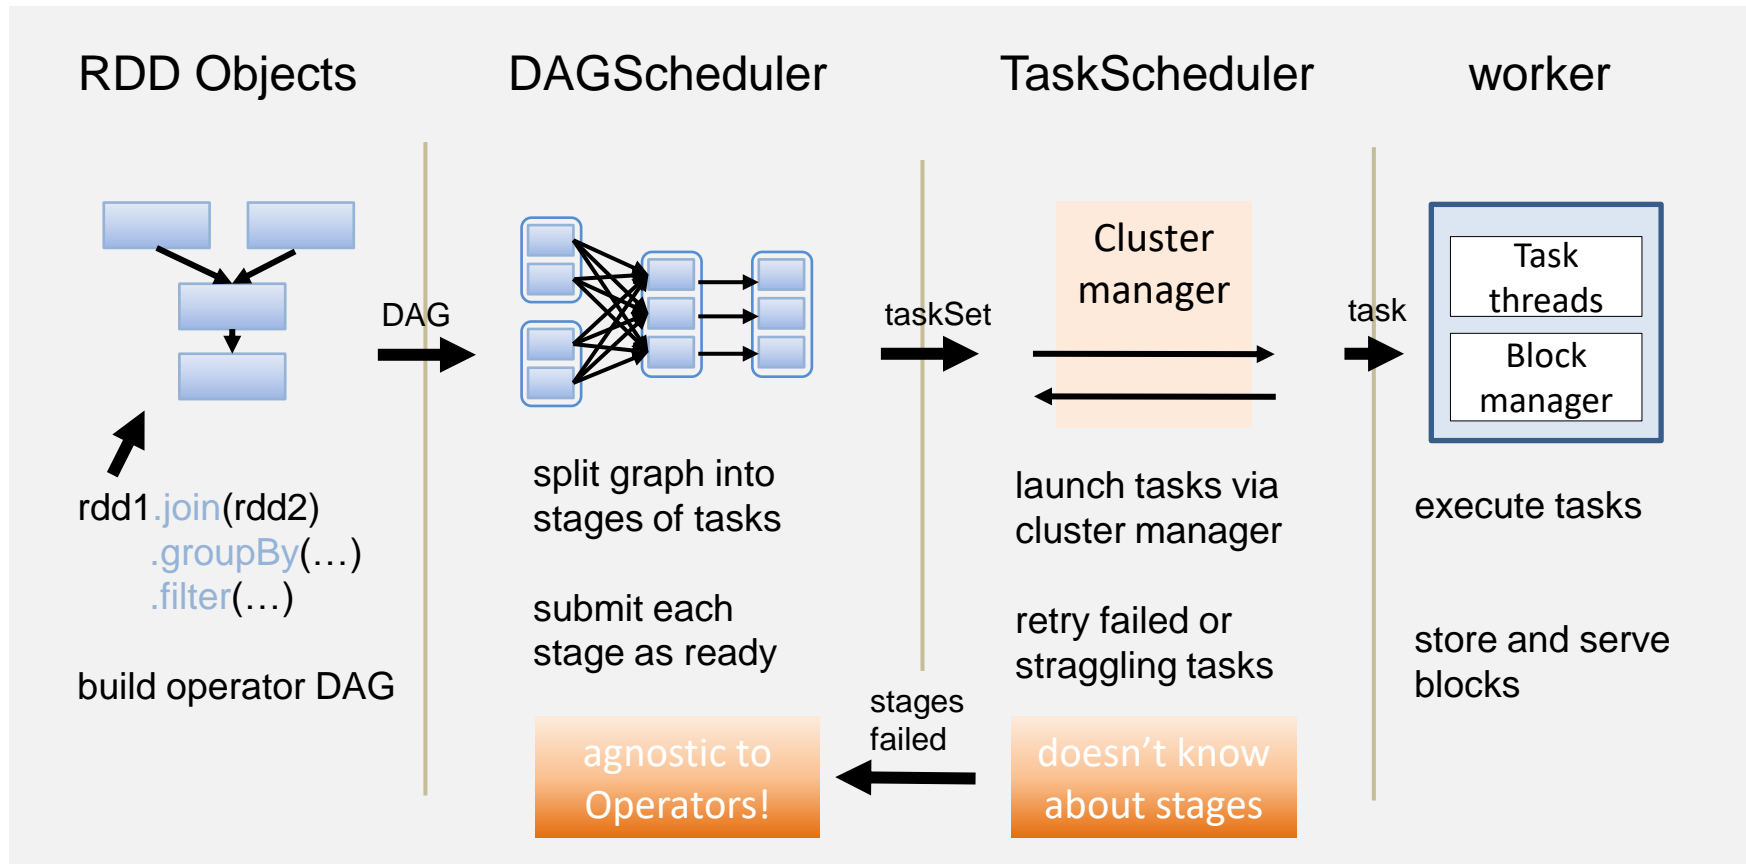 RDD Objects
DAGScheduler
TaskScheduler
worker
DAG
taskSet
Cluster
manager
task
Task
threads
Block
manager
rdd1.join(rdd2)
.groupBy(…)
.filter(…)
build operator DAG
split graph into
stages of tasks
submit each
stage as ready
agnostic to
Operators!
launch tasks via
cluster manager
retry failed or
straggling tasks
stages
failed
doesn’t know
about stages
execute tasks
store and serve
blocks